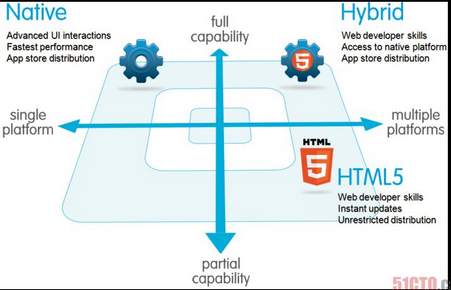 Native
Advanced UI interactions
Fastest performance
App store distribution
full
capability
Hybrid
Web developer skills
Access to native platform
App store distribution
5
single
platform
multiple
platforms
HTML
5
HTML5
Web developer skills
Instant updates
Unrestricted distribution
partial
capability
51CTO.c